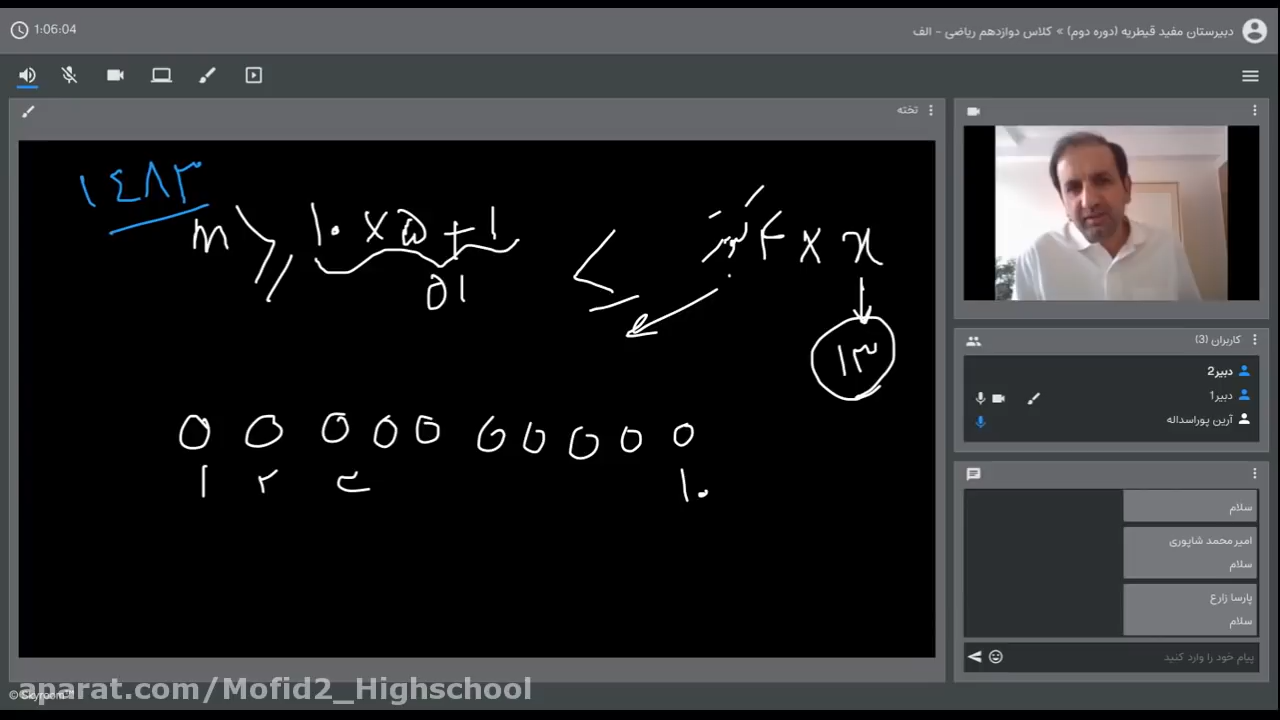 1:06:04
دبیرستان مفید قیطریه (دوره دوم) » کلاس دوازدهم ریاضی - الف
تخته
۱۴۸۳
m ⩾ ۱۰ × ۵ + ۱
۵۱
⩽
کبوتر ۴ × x
۱۳
۱ ۲ ۳ ۱۰
کاربران (3)
دبیر2
دبیر1
آرین پوراسداله
سلام
امیر محمد شاپوری
سلام
پارسا زارع
سلام
پیام خود را وارد کنید
© Skyroom™
aparat.com/Mofid2_Highschool